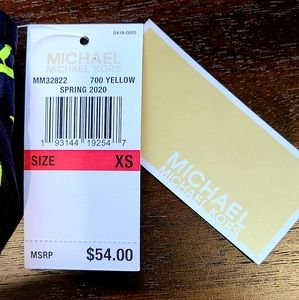 S418-0005
MICHAEL
MICHAEL KORS
MM32822 700 YELLOW
SPRING 2020
1 93144 19254 7
SIZE XS
MSRP $54.00
MICHAEL
MICHAEL KORS